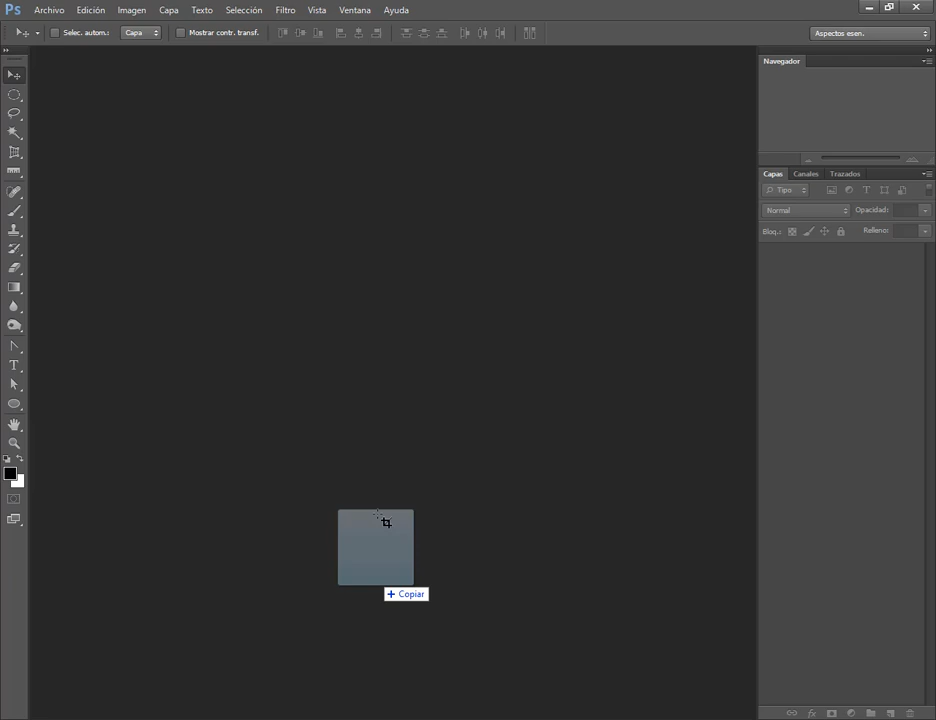 Ps Archivo Edición Imagen Capa Texto Selección Filtro Vista Ventana Ayuda
Selec. autom.: Capa Mostrar contr. transf. Aspectos esen.
Navegador
Capas Canales Trazados
Tipo
Normal Opacidad:
Bloq.: Relleno:
T
+ Copiar